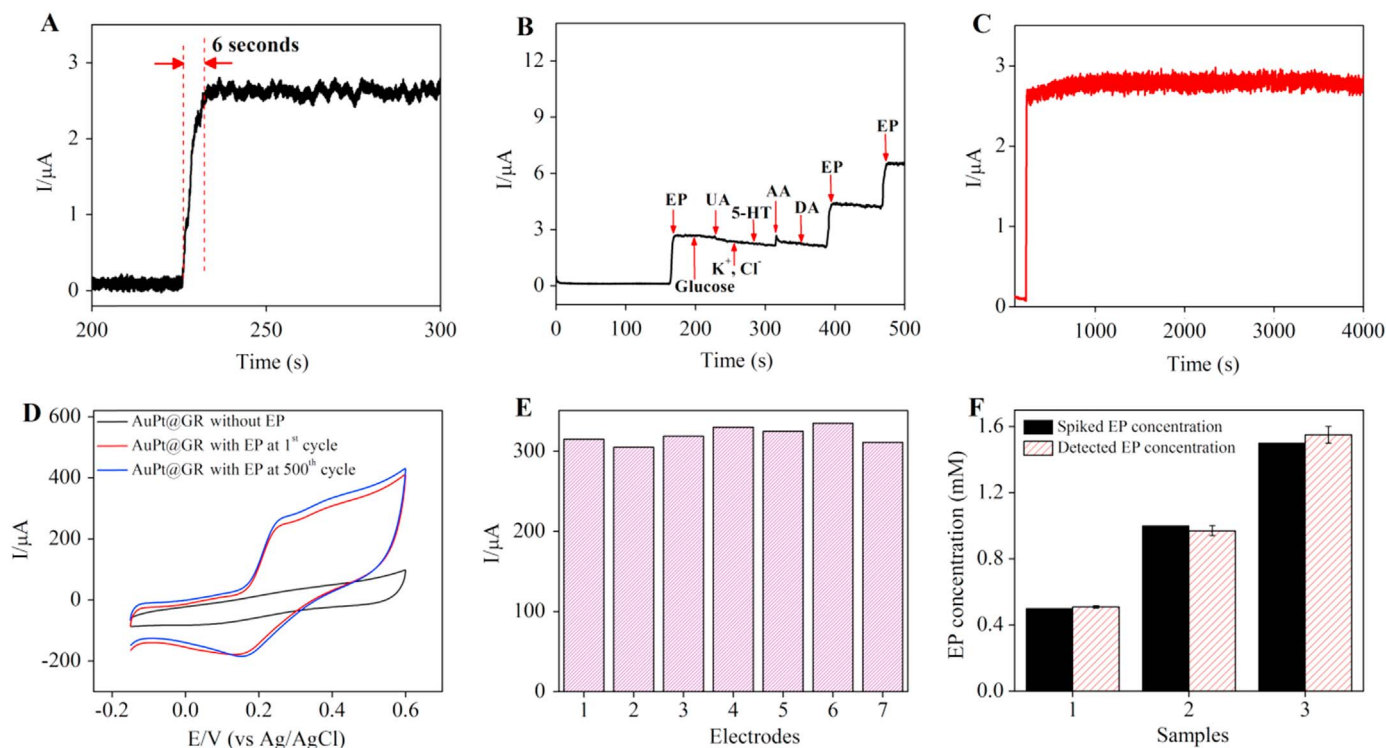 A
6 seconds
3
2
1
0
I/μA
200
250
300
Time (s)
B
12
9
6
3
0
I/μA
EP
UA
5-HT
AA
DA
EP
EP
K⁺, Cl⁻
Glucose
0
100
200
300
400
500
Time (s)
C
3
2
1
0
I/μA
1000
2000
3000
4000
Time (s)
D
600
400
200
0
-200
I/μA
AuPt@GR without EP
AuPt@GR with EP at 1ˢᵗ cycle
AuPt@GR with EP at 500ᵗʰ cycle
-0.2
0.0
0.2
0.4
0.6
E/V (vs Ag/AgCl)
E
300
200
100
0
I/μA
1
2
3
4
5
6
7
Electrodes
F
1.6
1.2
0.8
0.4
0.0
EP concentration (mM)
Spiked EP concentration
Detected EP concentration
1
2
3
Samples